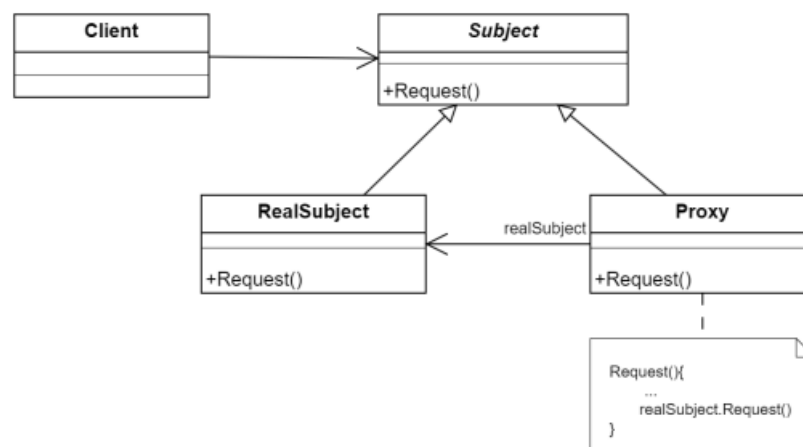 Client
Subject
+Request()
RealSubject
+Request()
realSubject
Proxy
+Request()
Request(){
...
realSubject.Request()
}